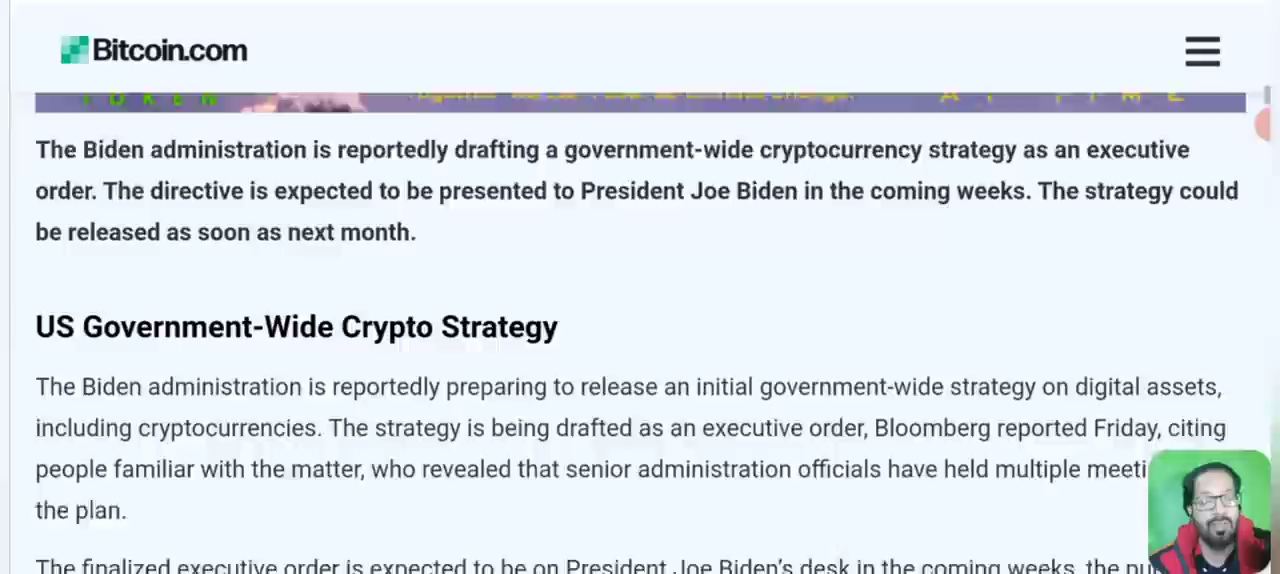 Bitcoin.com
TOKEN
The Biden administration is reportedly drafting a government-wide cryptocurrency strategy as an executive
order. The directive is expected to be presented to President Joe Biden in the coming weeks. The strategy could
be released as soon as next month.
US Government-Wide Crypto Strategy
The Biden administration is reportedly preparing to release an initial government-wide strategy on digital assets,
including cryptocurrencies. The strategy is being drafted as an executive order, Bloomberg reported Friday, citing
people familiar with the matter, who revealed that senior administration officials have held multiple
the plan.
The finalized executive order is expected to be on President Joe Biden's desk in the coming weeks, the